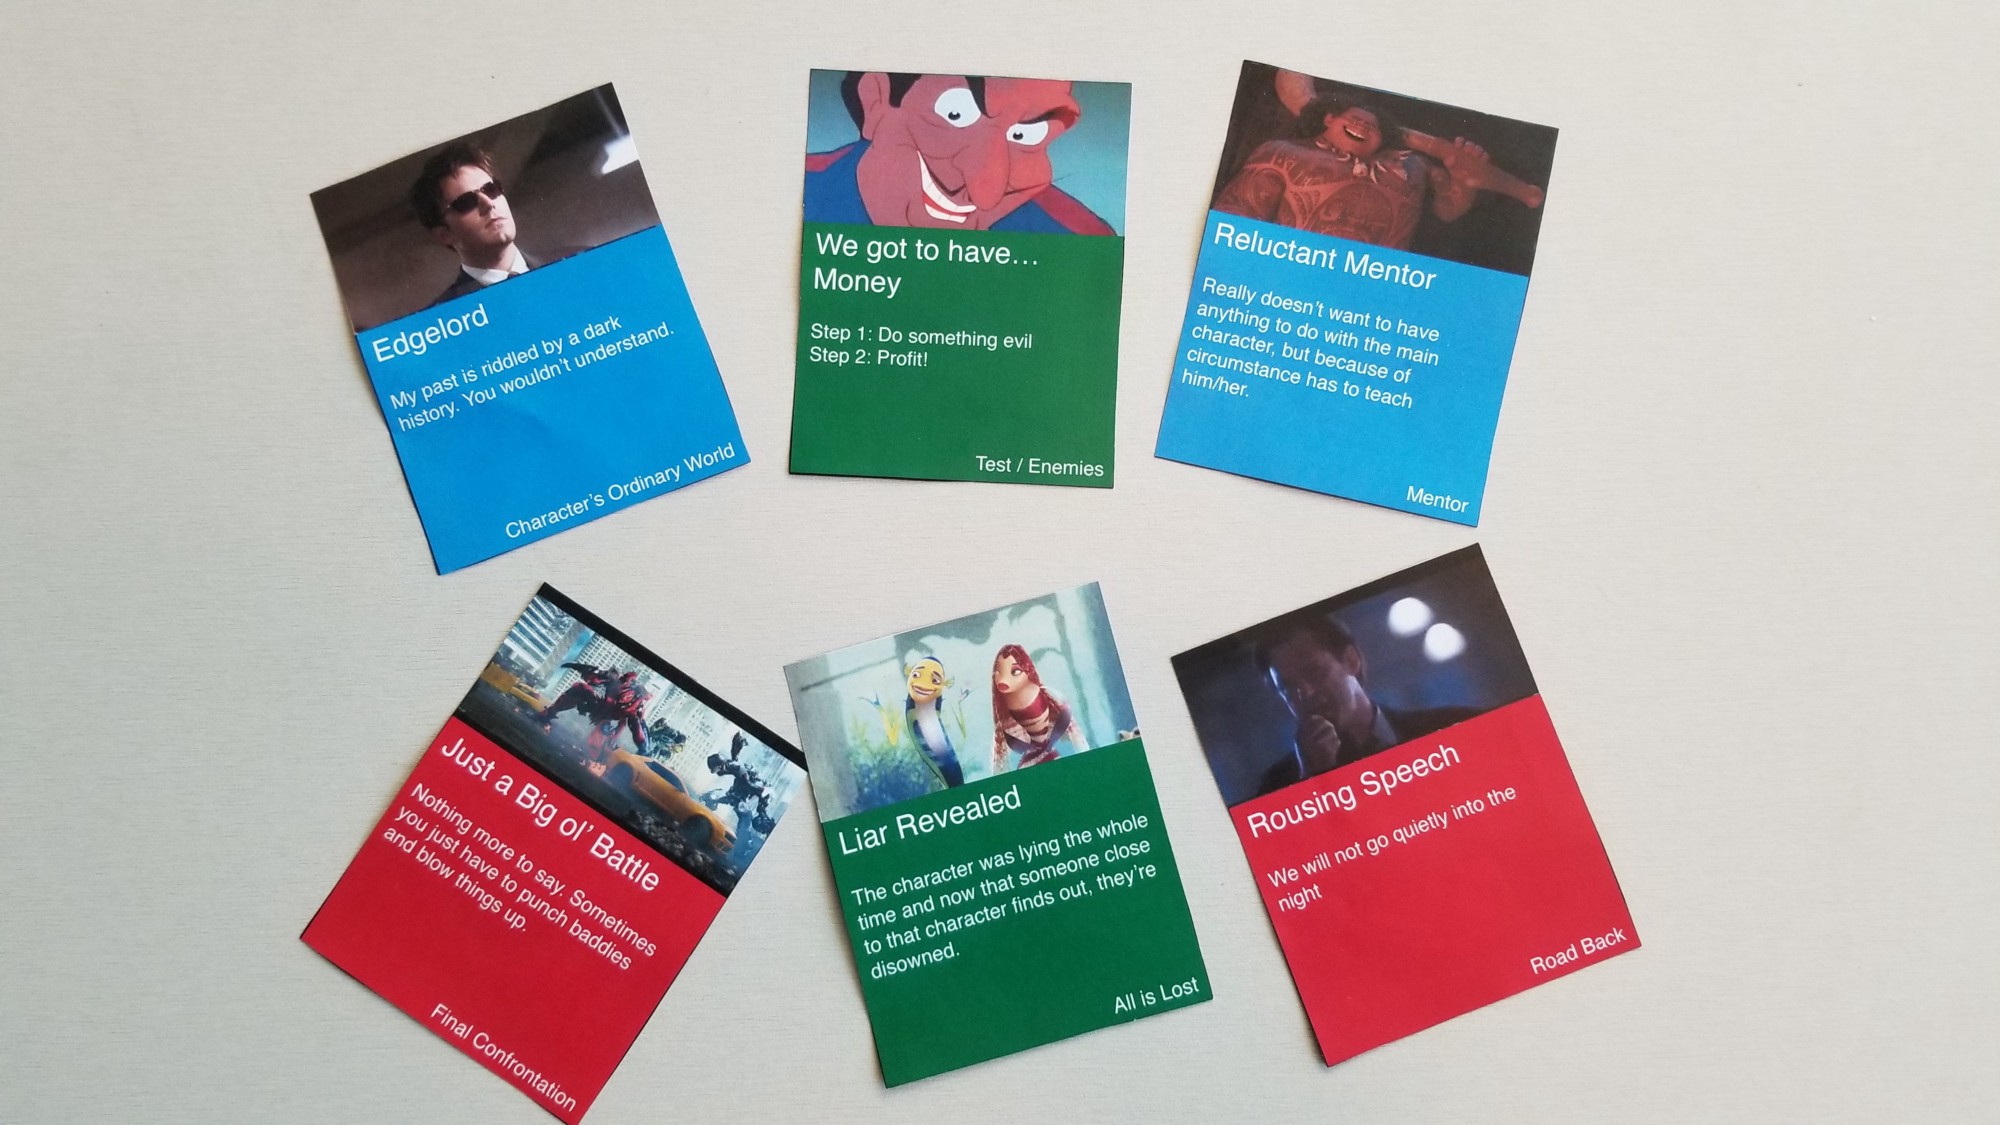 Edgelord
My past is riddled by a dark
history. You wouldn't understand.
Character's Ordinary World
We got to have…
Money
Step 1: Do something evil
Step 2: Profit!
Test / Enemies
Reluctant Mentor
Really doesn't want to have
anything to do with the main
character, but because of
circumstance has to teach
him/her.
Mentor
Just a Big ol' Battle
Nothing more to say. Sometimes
you just have to punch baddies
and blow things up.
Final Confrontation
Liar Revealed
The character was lying the whole
time and now that someone close
to that character finds out, they're
disowned.
All is Lost
Rousing Speech
We will not go quietly into the
night
Road Back